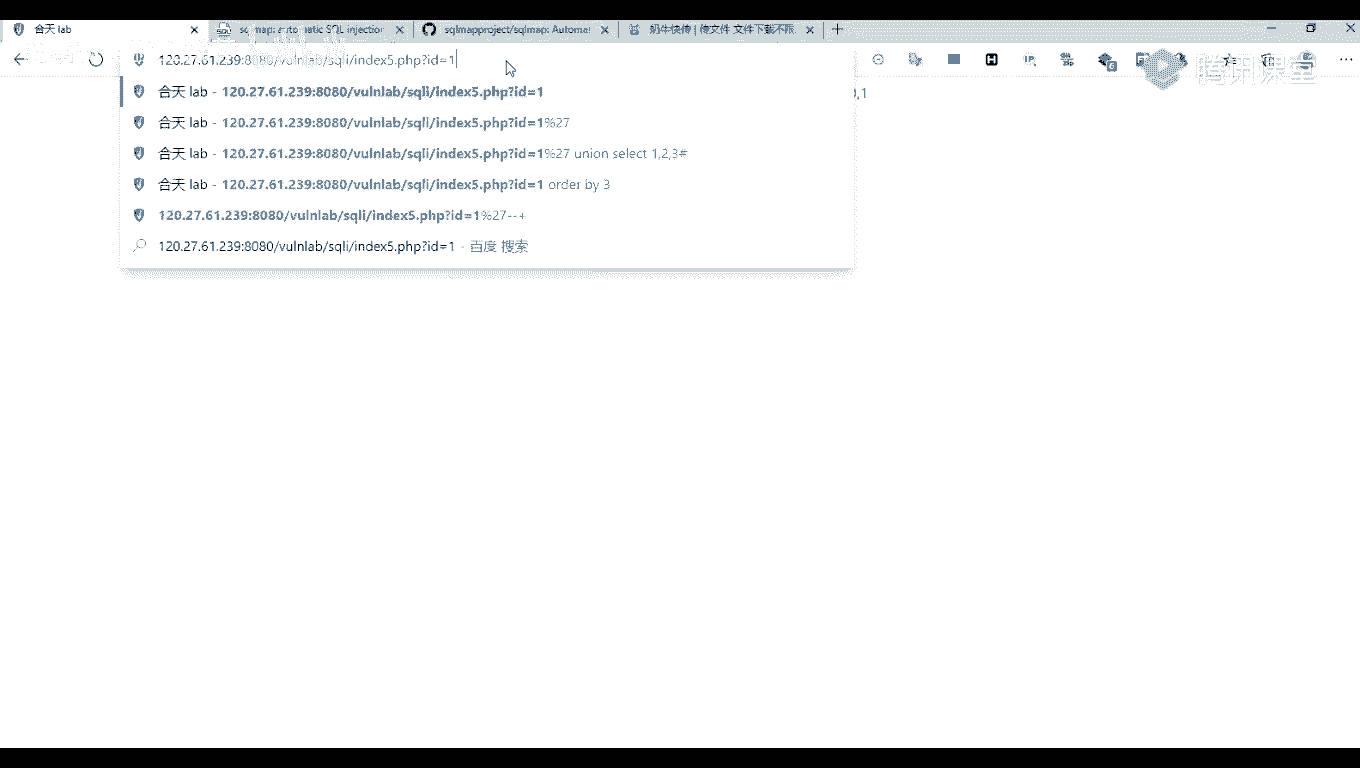 合天 lab
sqlmap: automatic SQL injection
sqlmapproject/sqlmap: Automat
奶牛快传 | 传文件 文件下载不限
120.27.61.239:8080/vulnlab/sqli/index5.php?id=1
腾讯课堂
合天 lab - 120.27.61.239:8080/vulnlab/sqli/index5.php?id=1
,1
合天 lab - 120.27.61.239:8080/vulnlab/sqli/index5.php?id=1%27
合天 lab - 120.27.61.239:8080/vulnlab/sqli/index5.php?id=1%27 union select 1,2,3#
合天 lab - 120.27.61.239:8080/vulnlab/sqli/index5.php?id=1 order by 3
120.27.61.239:8080/vulnlab/sqli/index5.php?id=1%27--+
120.27.61.239:8080/vulnlab/sqli/index5.php?id=1 - 百度 搜索